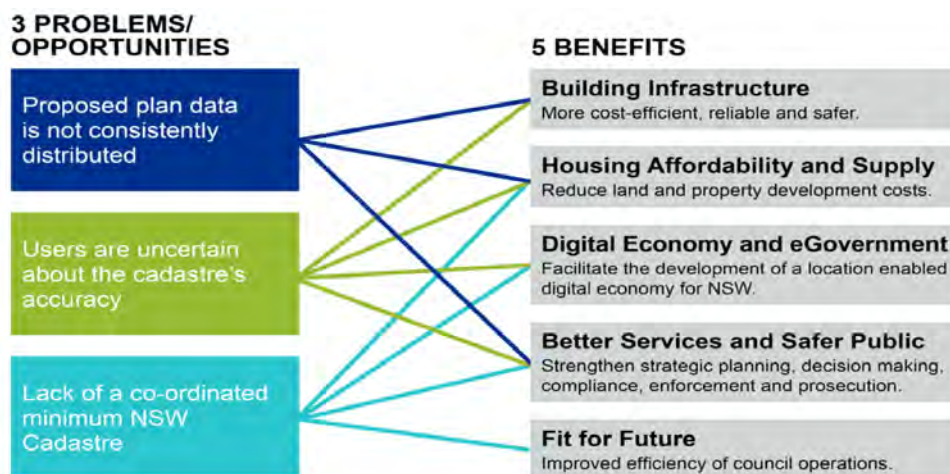 3 PROBLEMS/
OPPORTUNITIES
Proposed plan data
is not consistently
distributed
Users are uncertain
about the cadastre's
accuracy
Lack of a co-ordinated
minimum NSW
Cadastre
5 BENEFITS
Building Infrastructure
More cost-efficient, reliable and safer.
Housing Affordability and Supply
Reduce land and property development costs.
Digital Economy and eGovernment
Facilitate the development of a location enabled
digital economy for NSW.
Better Services and Safer Public
Strengthen strategic planning, decision making,
compliance, enforcement and prosecution.
Fit for Future
Improved efficiency of council operations.